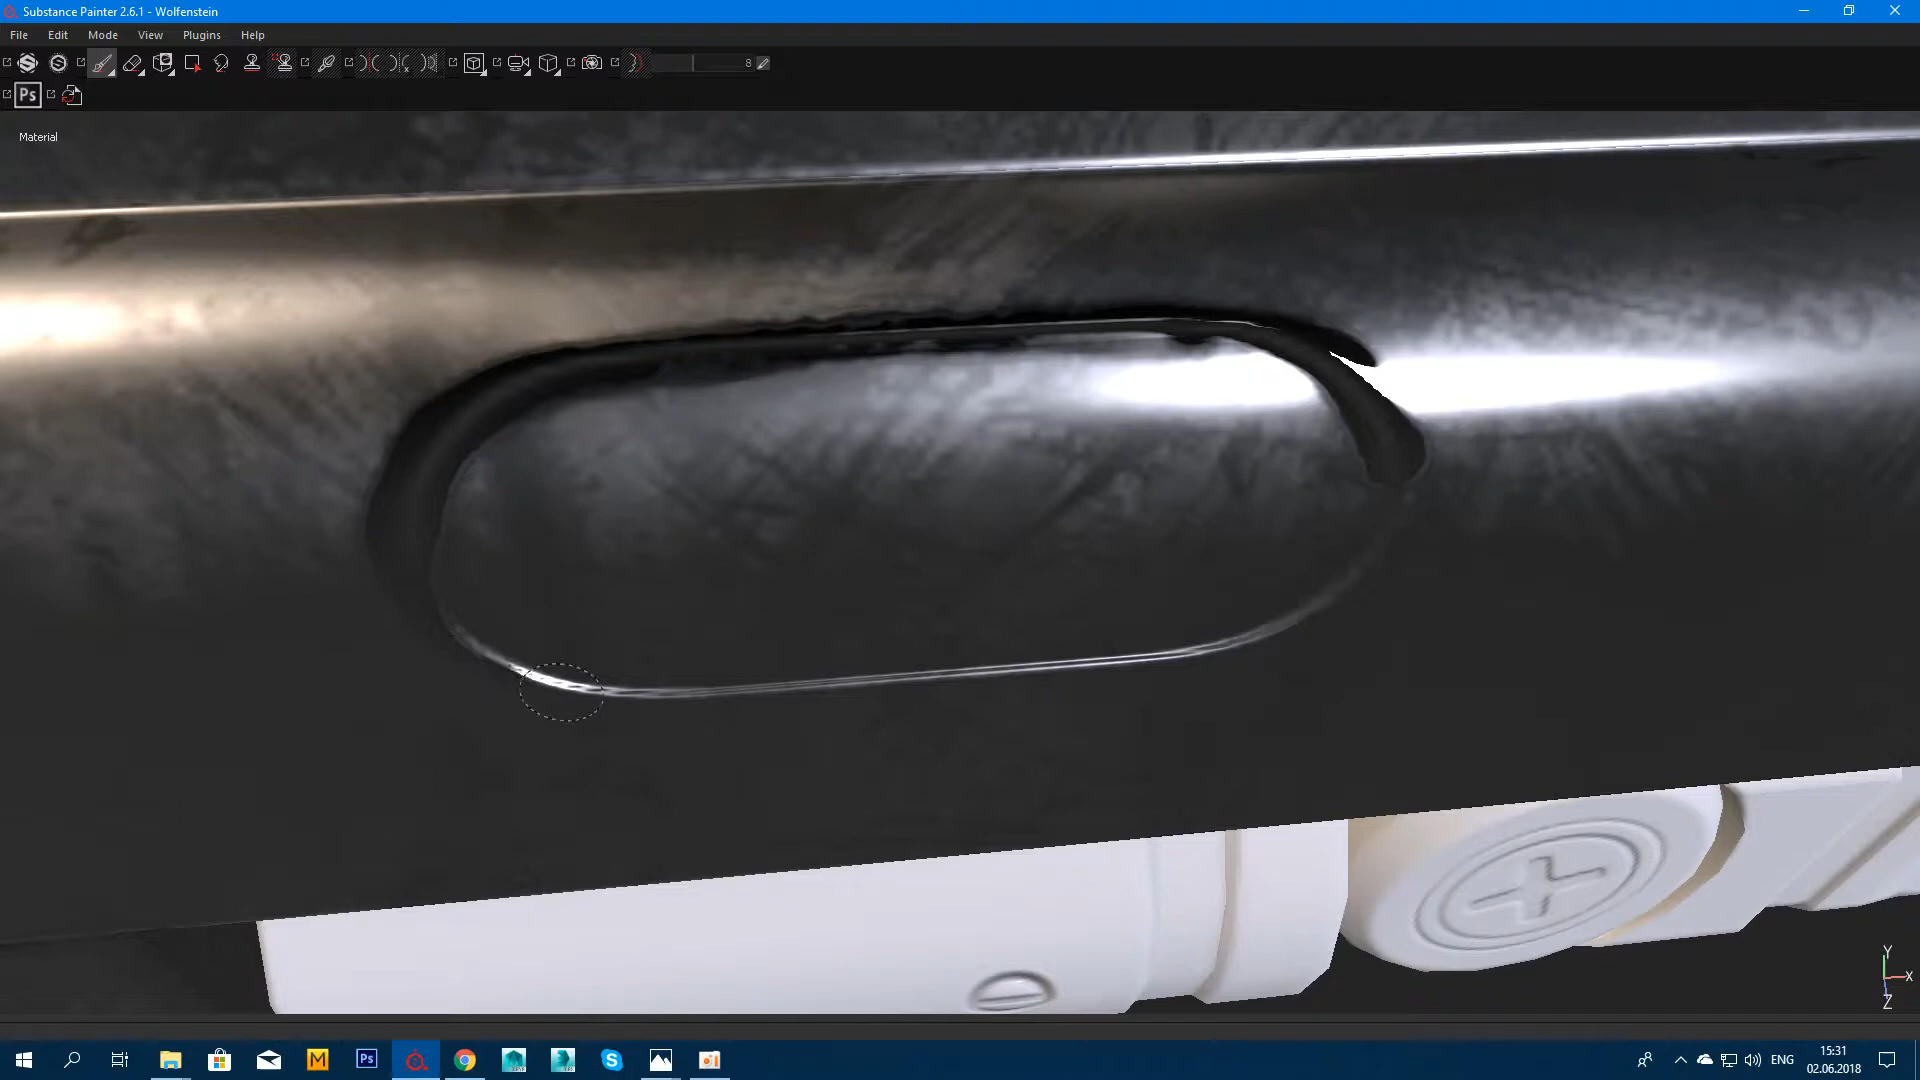 Substance Painter 2.6.1 - Wolfenstein
File Edit Mode View Plugins Help
8
Ps
Material
Y
X
Z
M
Ps
ENG
15:31
02.06.2018